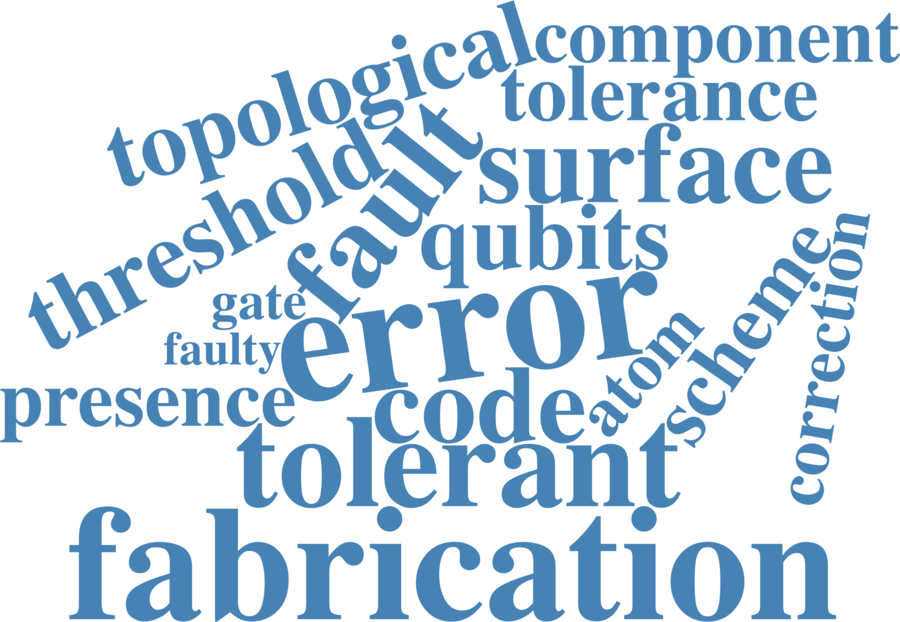 topological
component
tolerance
threshold
fault
surface
qubits
correction
scheme
gate
error
atom
faulty
presence
code
tolerant
fabrication